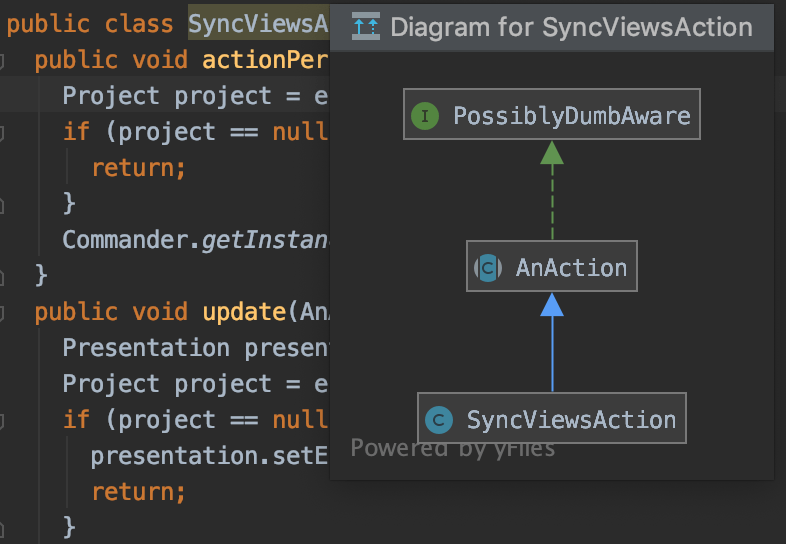 public class SyncViewsA
public void actionPer
Project project = e
if (project == null
return;
}
Commander.getInstan
}
public void update(An
Presentation present
Project project = e
if (project == null
presentation.setE
return;
}
Diagram for SyncViewsAction
I PossiblyDumbAware
C AnAction
C SyncViewsAction
Powered by yFiles